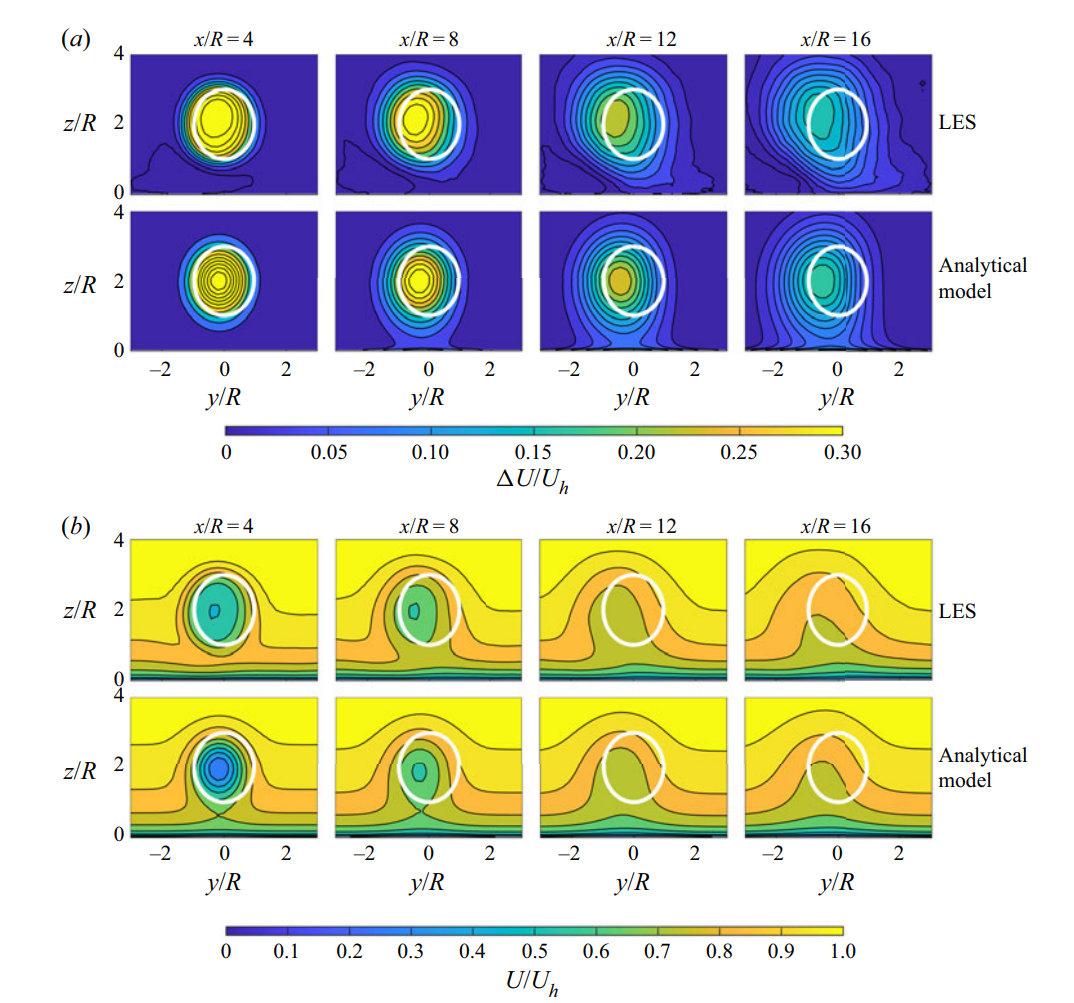 (a)
x/R = 4 x/R = 8 x/R = 12 x/R = 16
4
z/R 2 LES
0
4
z/R 2 Analytical model
0
–2 0 2 –2 0 2 –2 0 2 –2 0 2
y/R y/R y/R y/R
0 0.05 0.10 0.15 0.20 0.25 0.30
ΔU/U_h
(b)
x/R = 4 x/R = 8 x/R = 12 x/R = 16
4
z/R 2 LES
0
4
z/R 2 Analytical model
0
–2 0 2 –2 0 2 –2 0 2 –2 0 2
y/R y/R y/R y/R
0 0.1 0.2 0.3 0.4 0.5 0.6 0.7 0.8 0.9 1.0
U/U_h